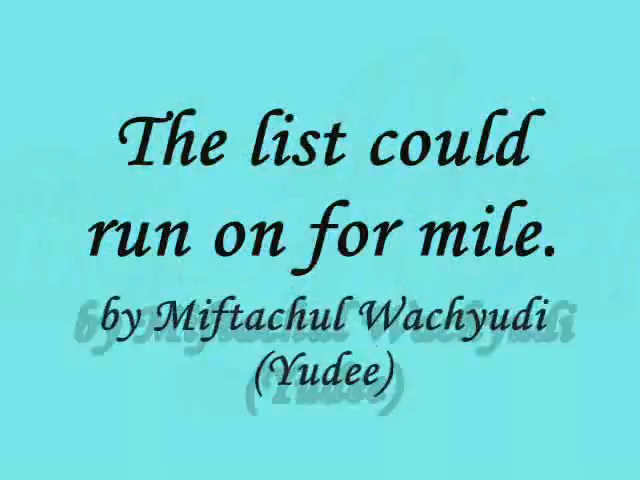 The list could
run on for mile.
by Miftachul Wachyudi
(Yudee)